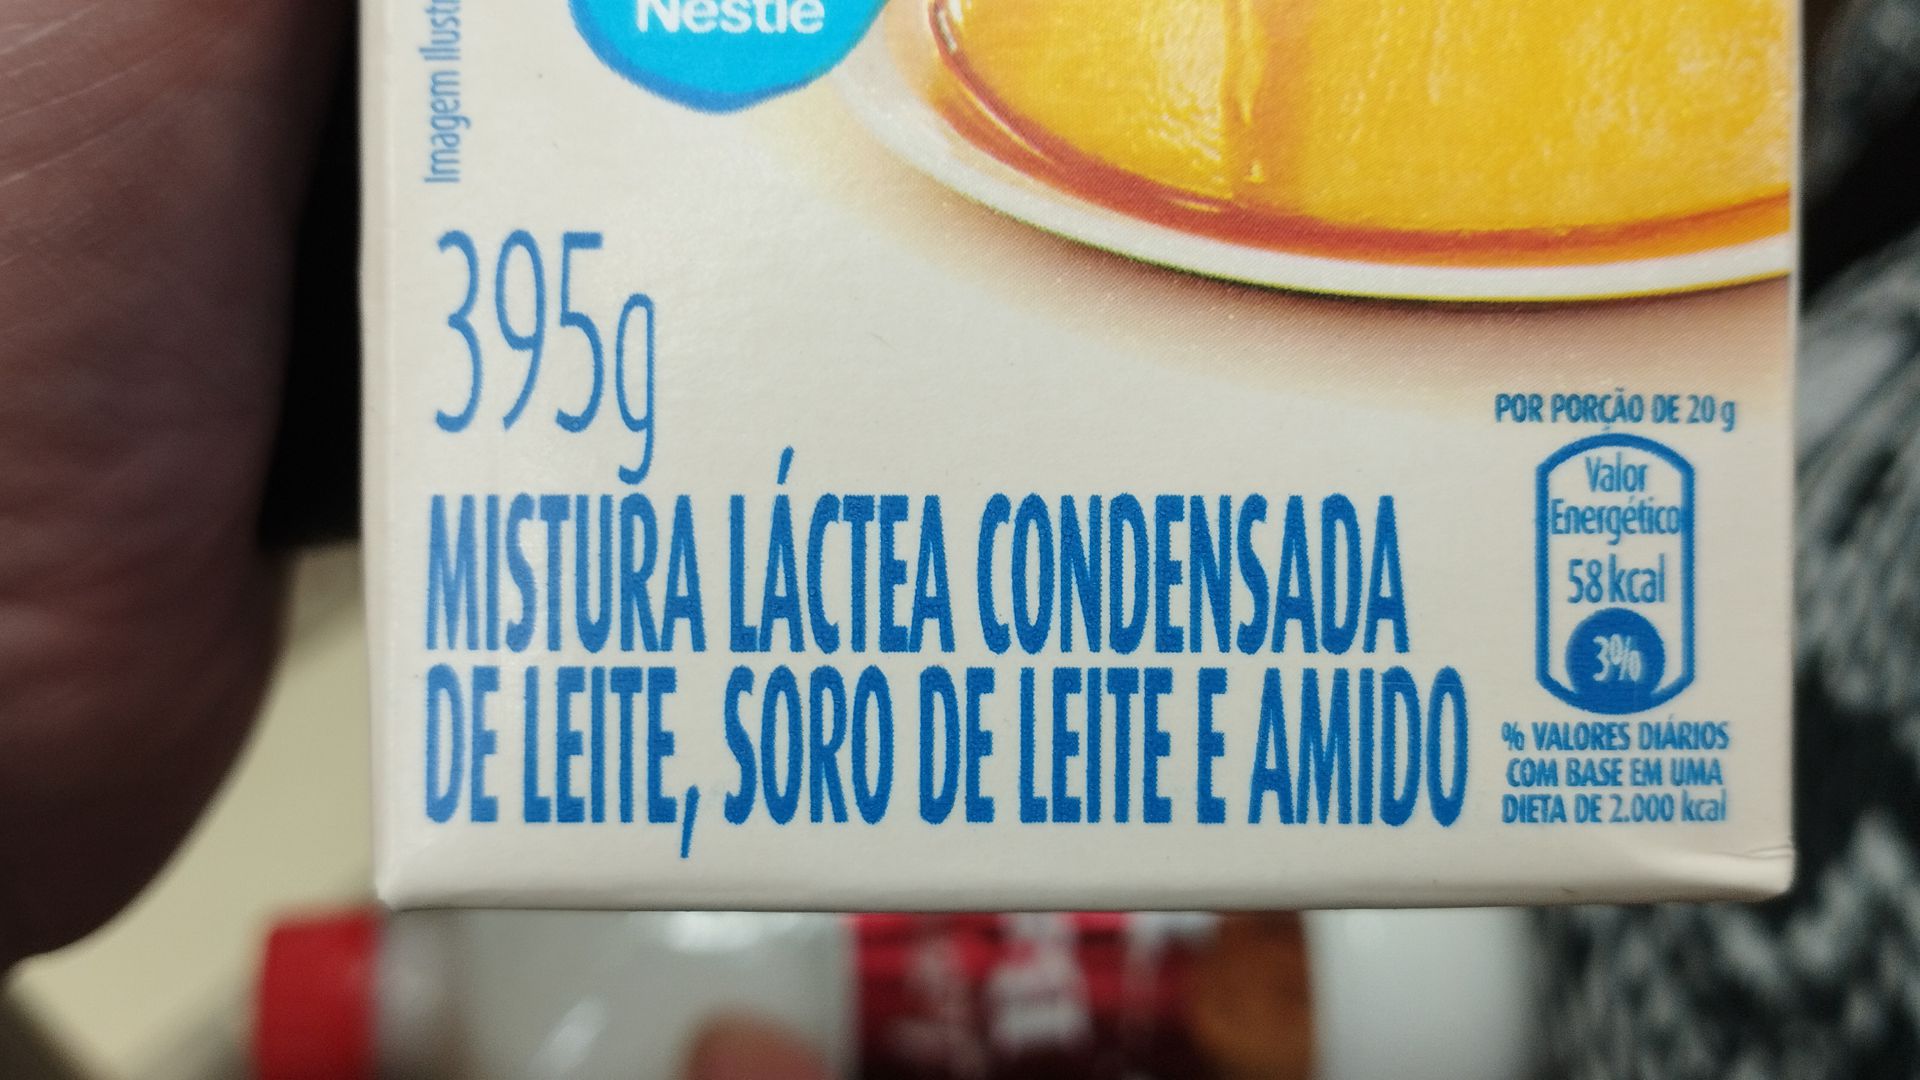 Nestlé
Imagem
395g
MISTURA LÁCTEA CONDENSADA
DE LEITE, SORO DE LEITE E AMIDO
POR PORÇÃO DE 20 g
Valor
Energético
58 kcal
3%
% VALORES DIÁRIOS
COM BASE EM UMA
DIETA DE 2.000 kcal